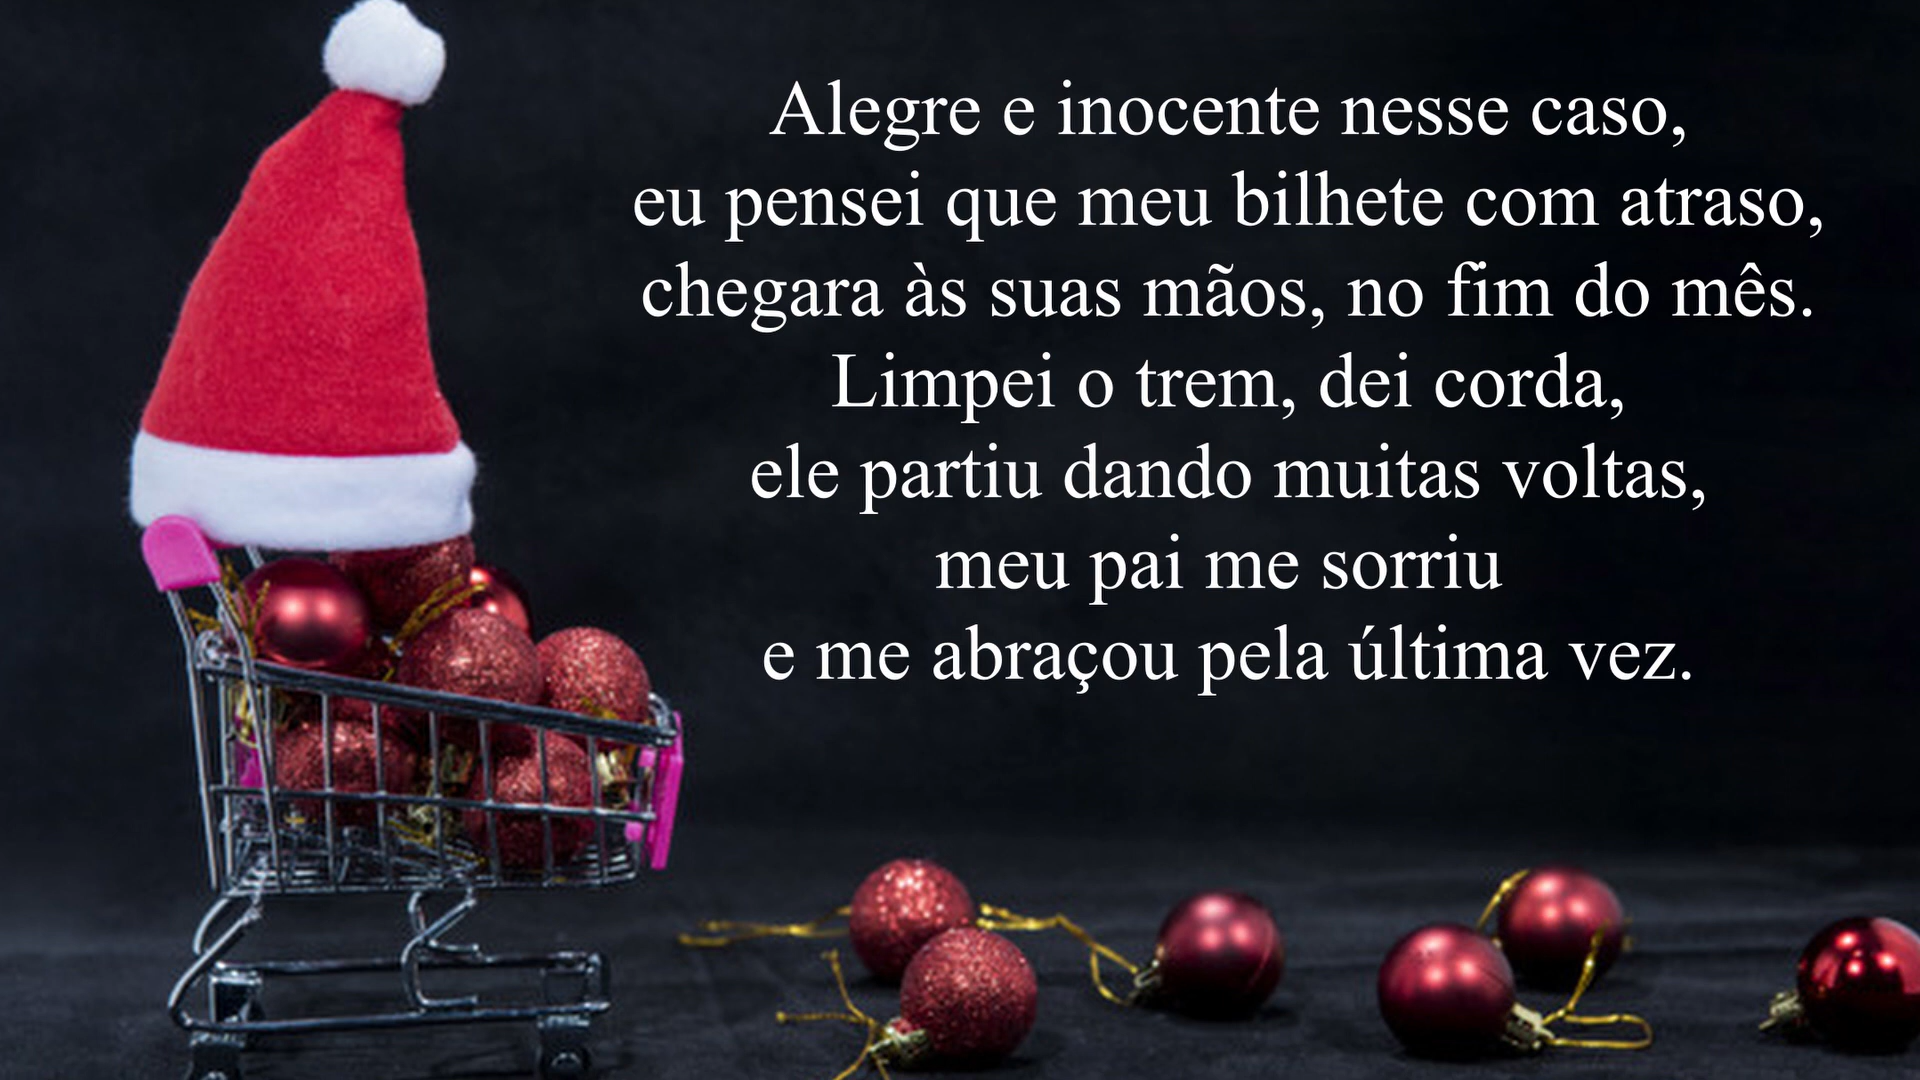 Alegre e inocente nesse caso,
eu pensei que meu bilhete com atraso,
chegara às suas mãos, no fim do mês.
Limpei o trem, dei corda,
ele partiu dando muitas voltas,
meu pai me sorriu
e me abraçou pela última vez.